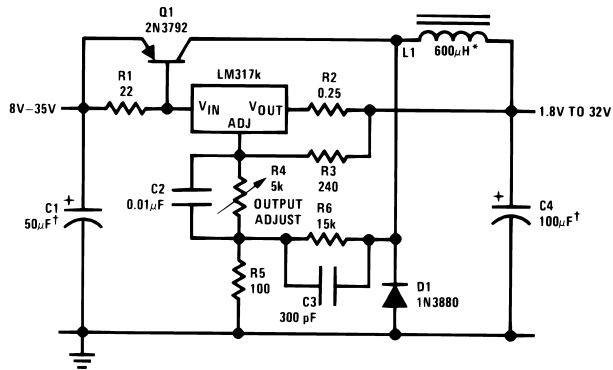 Q1
2N3792
L1
600μH*
R1
22
LM317k
R2
0.25
8V–35V
VIN
VOUT
ADJ
1.8V TO 32V
R4
5k
R3
240
C2
0.01μF
OUTPUT
ADJUST
R6
15k
C1
50μF†
+
C4
100μF†
+
R5
100
C3
300 pF
D1
1N3880